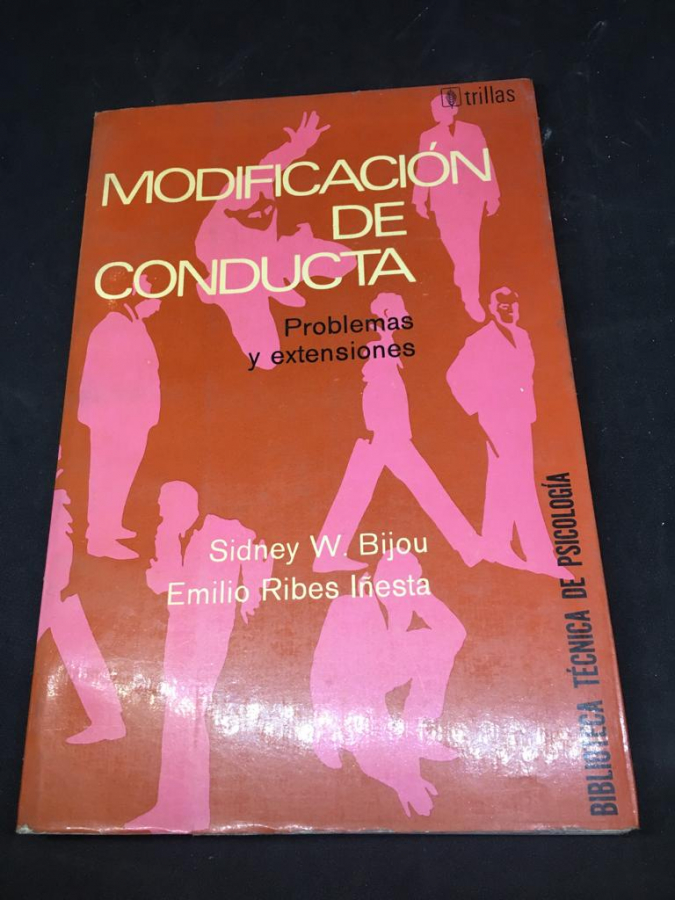 trillas
MODIFICACIÓN
DE
CONDUCTA
Problemas
y extensiones
Sidney W. Bijou
Emilio Ribes Iñesta
BIBLIOTECA TÉCNICA DE PSICOLOGÍA